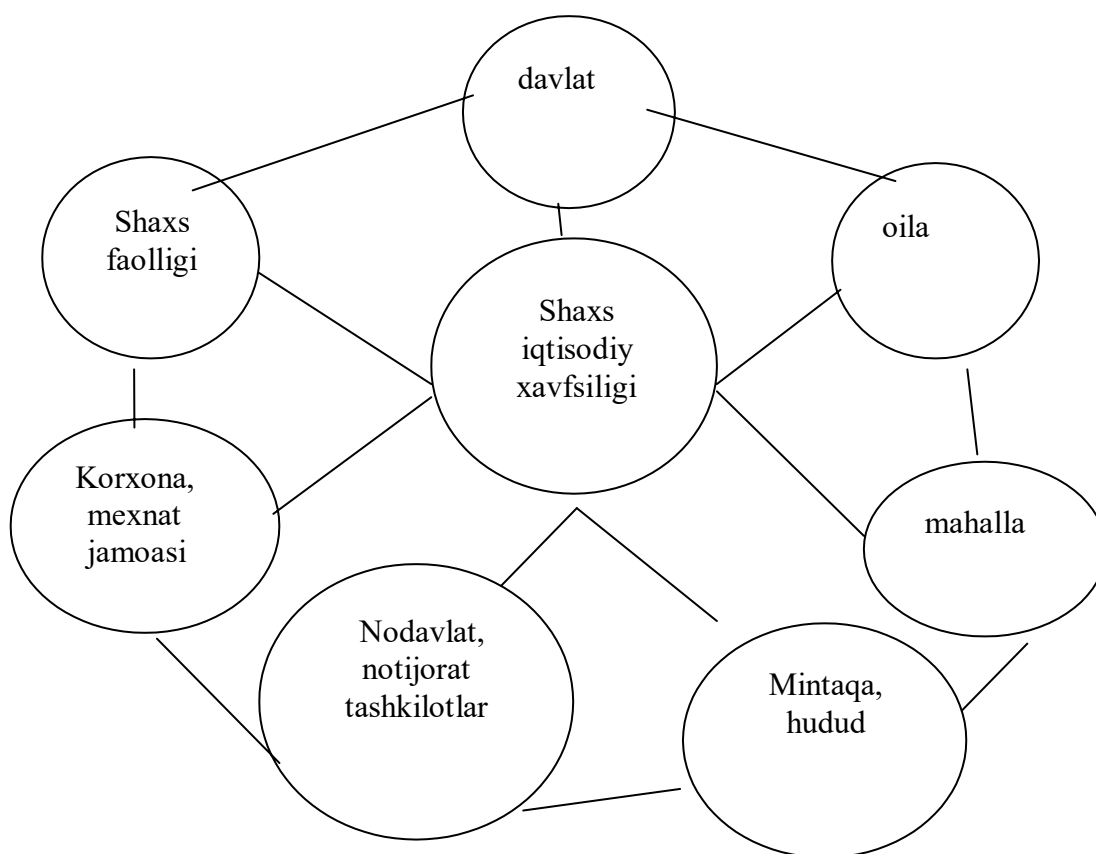 davlat
Shaxs
faolligi
oila
Shaxs
iqtisodiy
xavfsiligi
Korxona,
mexnat
jamoasi
mahalla
Nodavlat,
notijorat
tashkilotlar
Mintaqa,
hudud